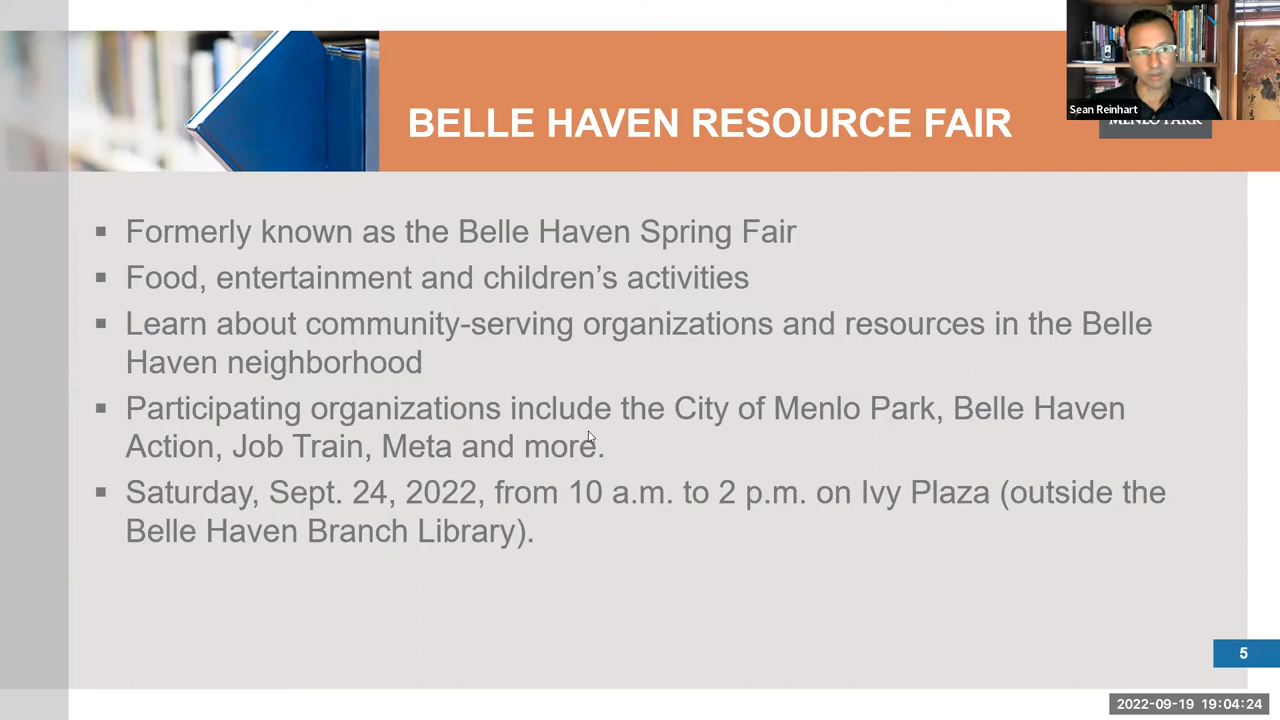 Sean Reinhart
MENLO PARK
BELLE HAVEN RESOURCE FAIR
▪ Formerly known as the Belle Haven Spring Fair
▪ Food, entertainment and children’s activities
▪ Learn about community-serving organizations and resources in the Belle
Haven neighborhood
▪ Participating organizations include the City of Menlo Park, Belle Haven
Action, Job Train, Meta and more.
▪ Saturday, Sept. 24, 2022, from 10 a.m. to 2 p.m. on Ivy Plaza (outside the
Belle Haven Branch Library).
5
2022-09-19 19:04:24